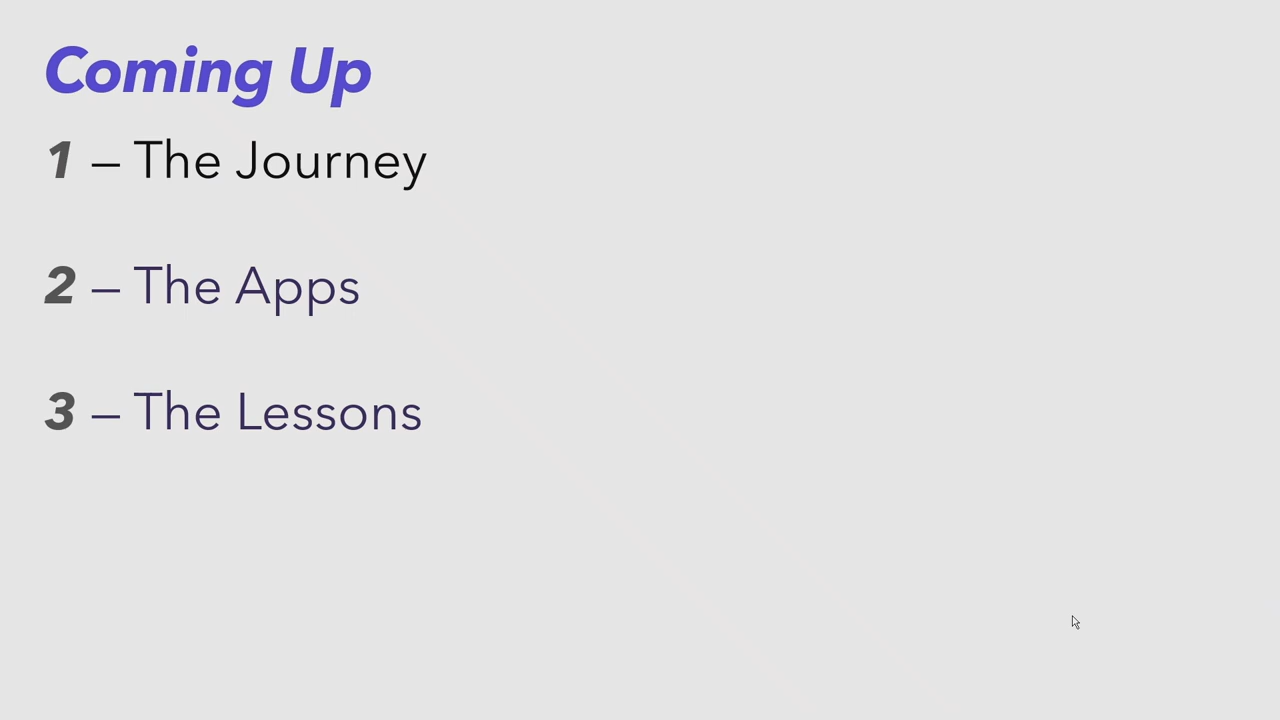 Coming Up
1 – The Journey
2 – The Apps
3 – The Lessons